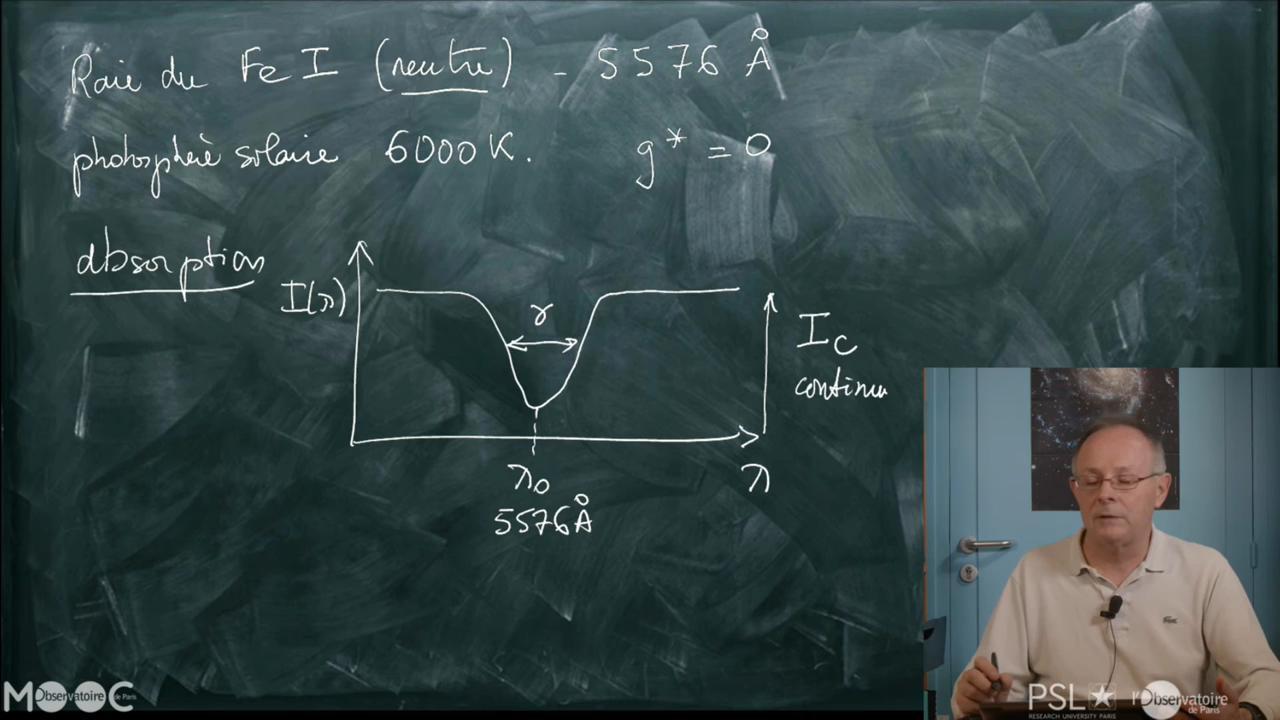 Raie du Fe I (neutre) - 5576 Å
photosphère solaire 6000 K. g* = 0
absorption
I(λ)
γ
I_C
continu
λ0
λ
5576 Å
MOOC
l'Observatoire de Paris
PSL★
RESEARCH UNIVERSITY PARIS
l'Observatoire
de Paris